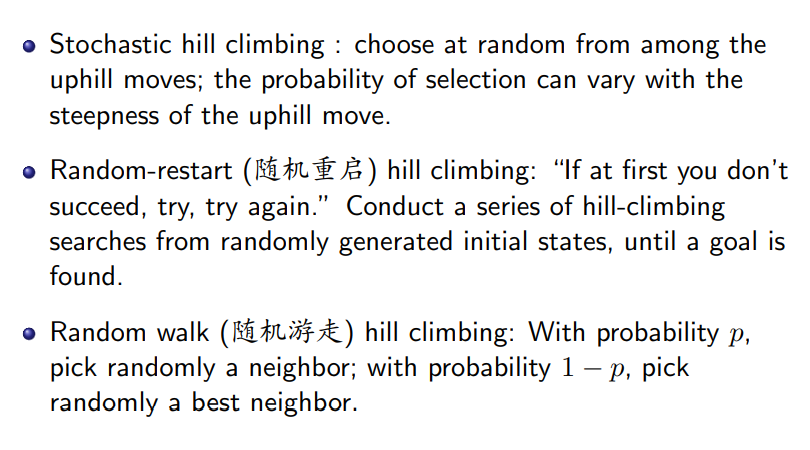 Stochastic hill climbing : choose at random from among the
uphill moves; the probability of selection can vary with the
steepness of the uphill move.
Random-restart (随机重启) hill climbing: “If at first you don’t
succeed, try, try again.” Conduct a series of hill-climbing
searches from randomly generated initial states, until a goal is
found.
Random walk (随机游走) hill climbing: With probability p,
pick randomly a neighbor; with probability 1 − p, pick
randomly a best neighbor.